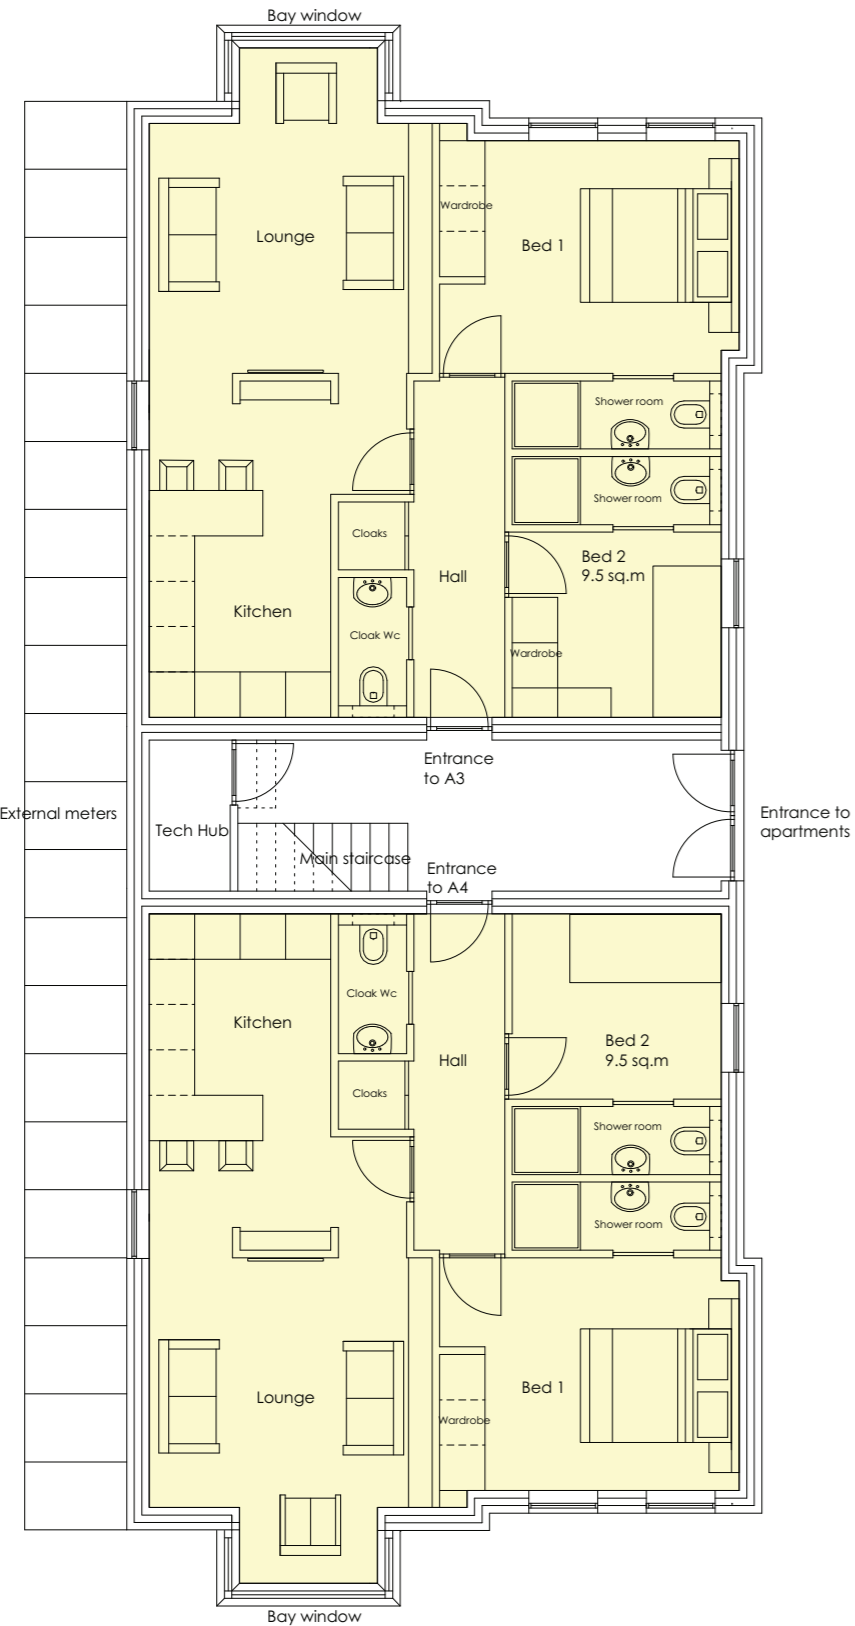 Bay window
Wardrobe
Lounge
Bed 1
Shower room
Shower room
Cloaks
Bed 2
9.5 sq.m
Hall
Kitchen
Cloak Wc
Wardrobe
Entrance
to A3
External meters
Entrance to
apartments
Tech Hub
Main staircase
Entrance
to A4
Cloak Wc
Kitchen
Bed 2
9.5 sq.m
Hall
Cloaks
Shower room
Shower room
Bed 1
Lounge
Wardrobe
Bay window